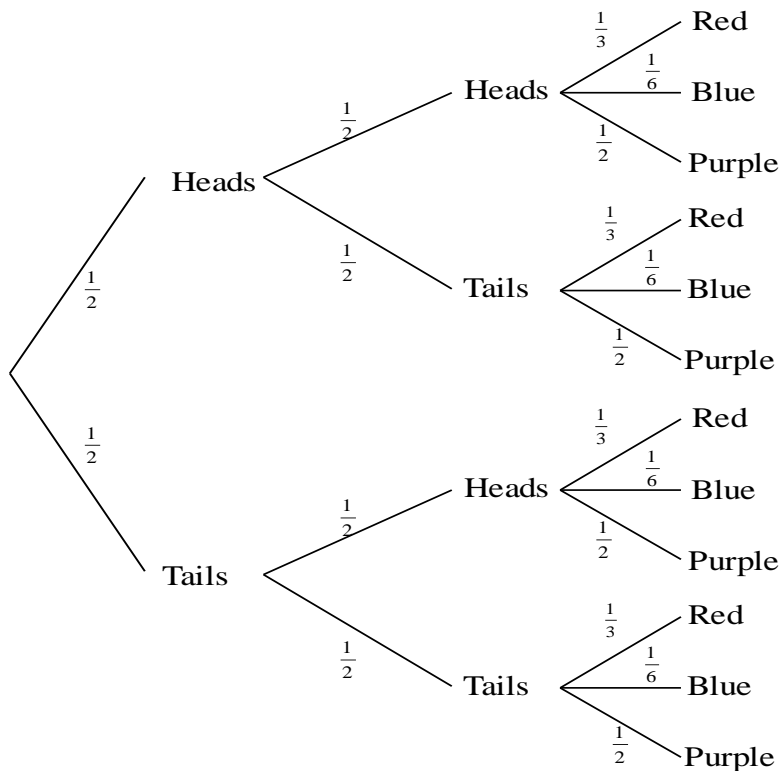 1/3 Red
Heads 1/6 Blue
1/2
1/2 Purple
Heads
1/3 Red
1/2
1/6 Blue
Tails
1/2
1/2 Purple
1/2
1/3 Red
Heads 1/6 Blue
1/2
1/2 Purple
Tails
1/3 Red
1/2
1/6 Blue
Tails
1/2 Purple